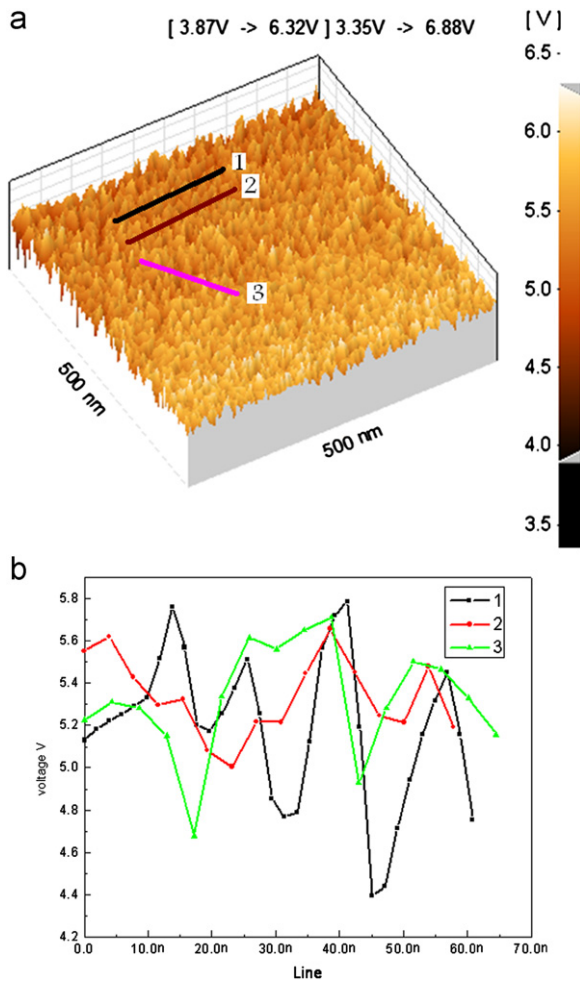 a
[ 3.87V -> 6.32V ] 3.35V -> 6.88V
[V]
6.5
6.0
5.5
5.0
4.5
4.0
3.5
1
2
3
500 nm
500 nm
b
5.8
5.6
5.4
5.2
5.0
4.8
4.6
4.4
4.2
voltage V
1
2
3
0.0 10.0n 20.0n 30.0n 40.0n 50.0n 60.0n 70.0n
Line